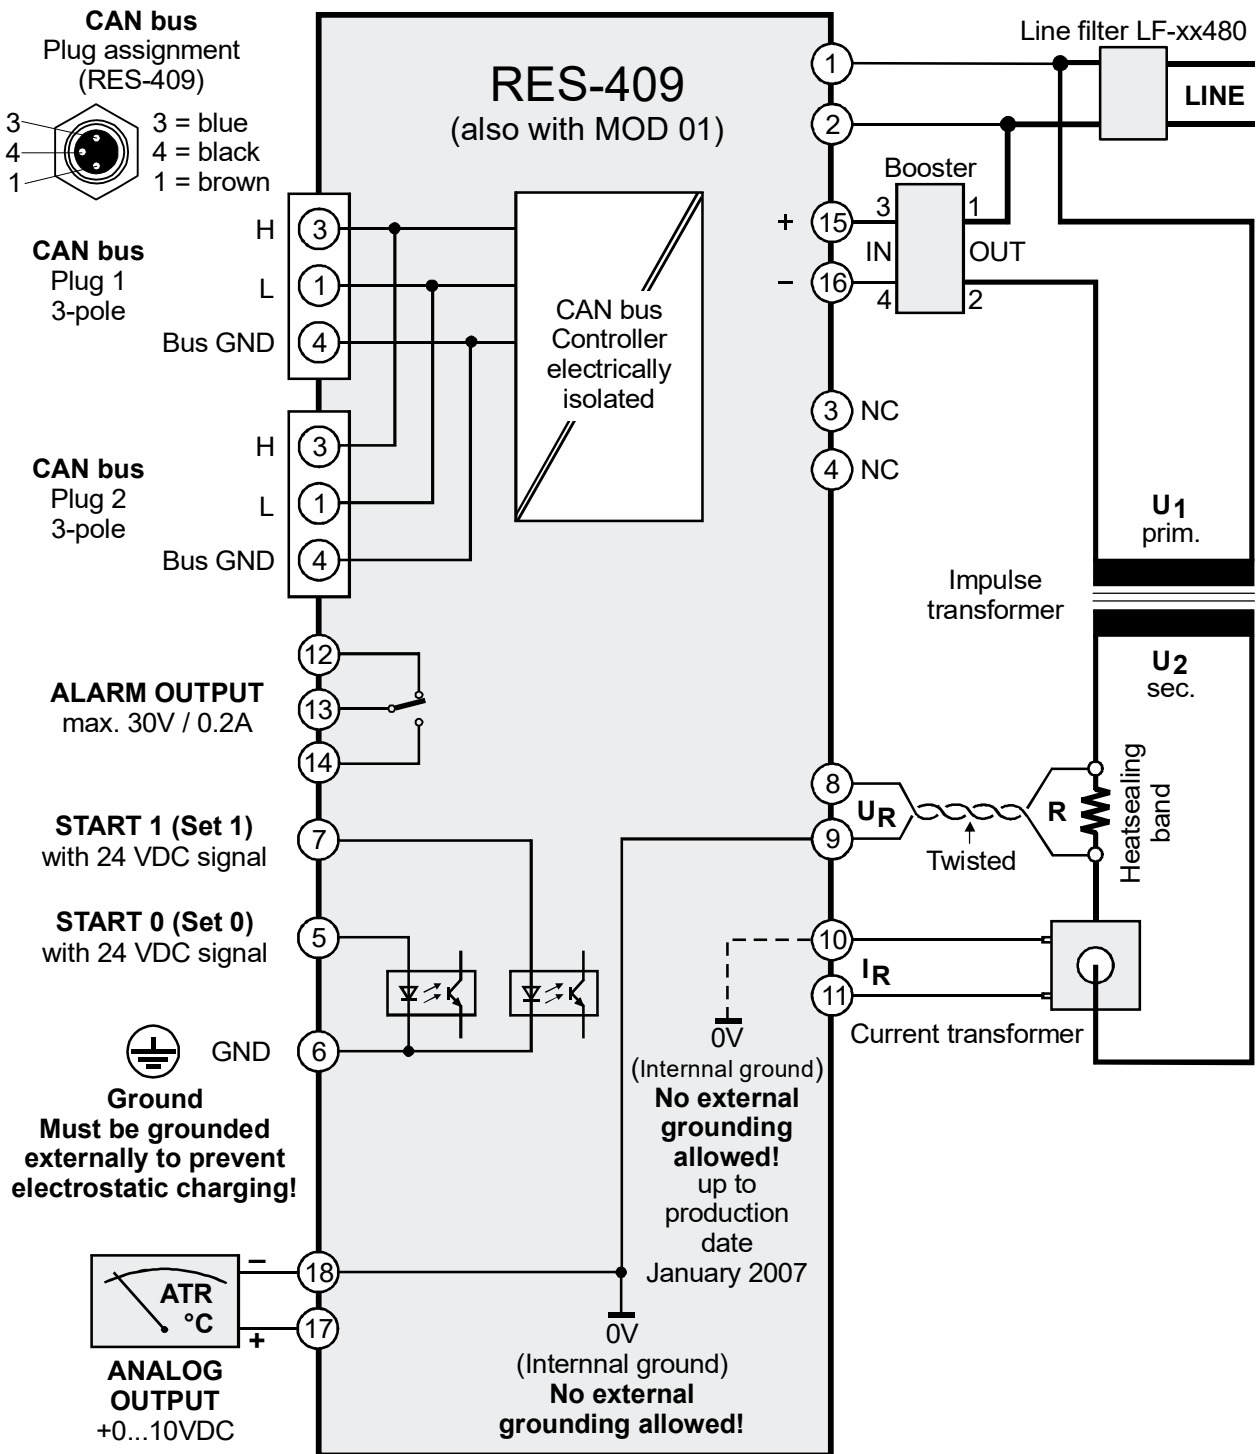 CAN bus
Plug assignment
(RES-409)
3
4
1
3 = blue
4 = black
1 = brown
RES-409
(also with MOD 01)
Line filter LF-xx480
LINE
1
2
Booster
+
15
3
1
IN
OUT
–
16
4
2
3
NC
4
NC
CAN bus
Plug 1
3-pole
H
3
L
1
Bus GND
4
CAN bus
Controller
electrically
isolated
CAN bus
Plug 2
3-pole
H
3
L
1
Bus GND
4
U1
prim.
Impulse
transformer
U2
sec.
ALARM OUTPUT
max. 30V / 0.2A
12
13
14
START 1 (Set 1)
with 24 VDC signal
7
START 0 (Set 0)
with 24 VDC signal
5
8
UR
9
Twisted
R
Heatsealing
band
10
IR
11
Current transformer
GND
6
Ground
Must be grounded
externally to prevent
electrostatic charging!
0V
(Internnal ground)
No external
grounding
allowed!
up to
production
date
January 2007
ATR
°C
–
18
+
17
ANALOG
OUTPUT
+0...10VDC
0V
(Internnal ground)
No external
grounding allowed!